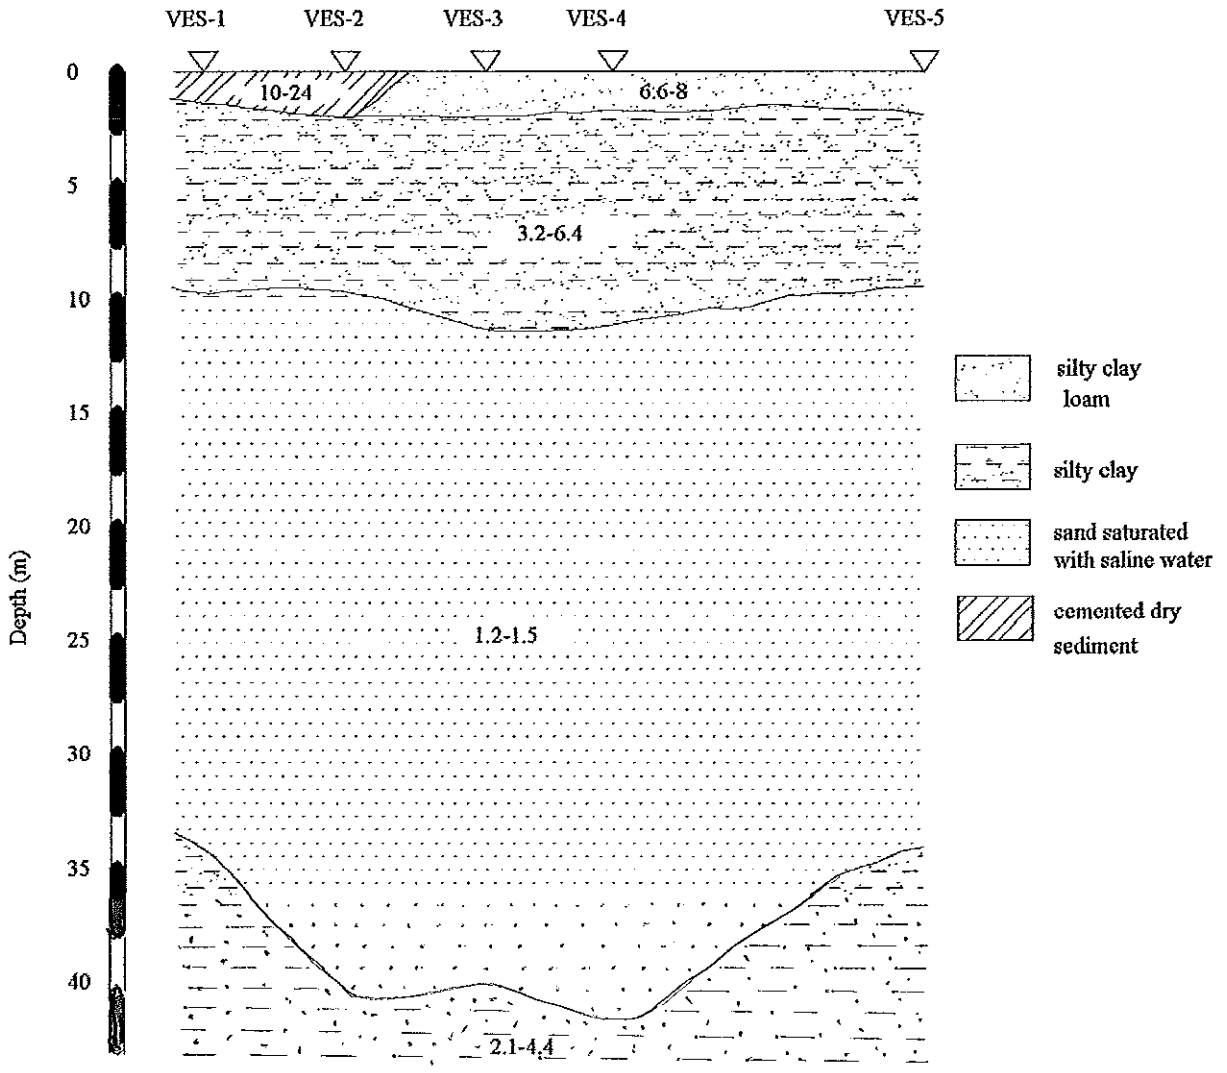 VES-1 VES-2 VES-3 VES-4 VES-5
0
10-24 6:6-8
5
3.2-6.4
10
silty clay
loam
15
silty clay
20
sand saturated
with saline water
Depth (m)
25
1.2-1.5
cemented dry
sediment
30
35
40
2.1-4.4